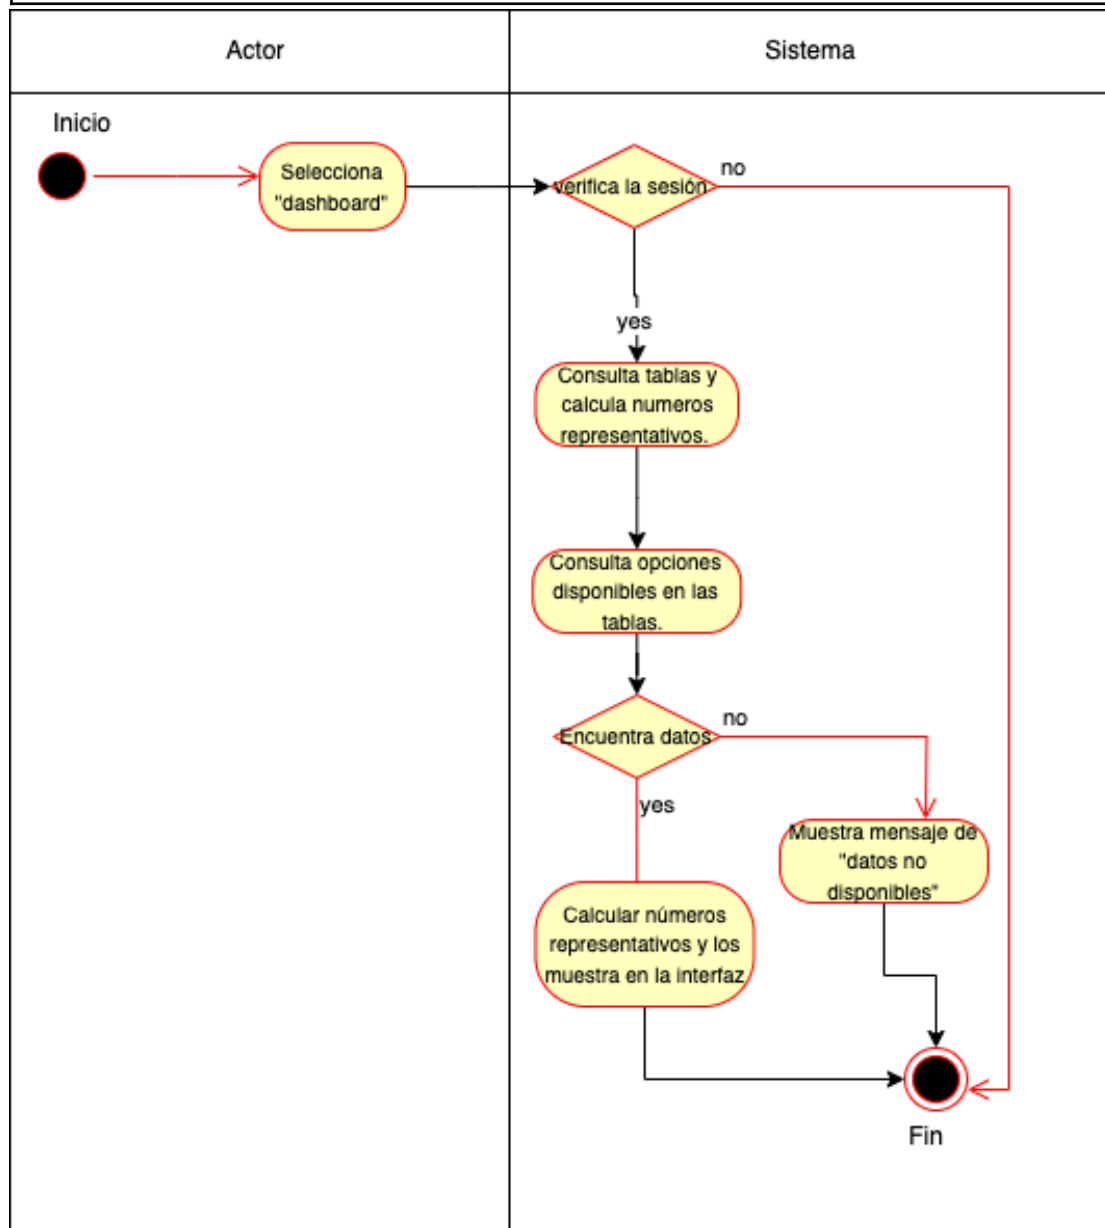 Actor
Sistema
Inicio
Selecciona
"dashboard"
verifica la sesión
no
yes
Consulta tablas y
calcula numeros
representativos.
Consulta opciones
disponibles en las
tablas.
Encuentra datos
no
yes
Muestra mensaje de
"datos no
disponibles"
Calcular números
representativos y los
muestra en la interfaz
Fin